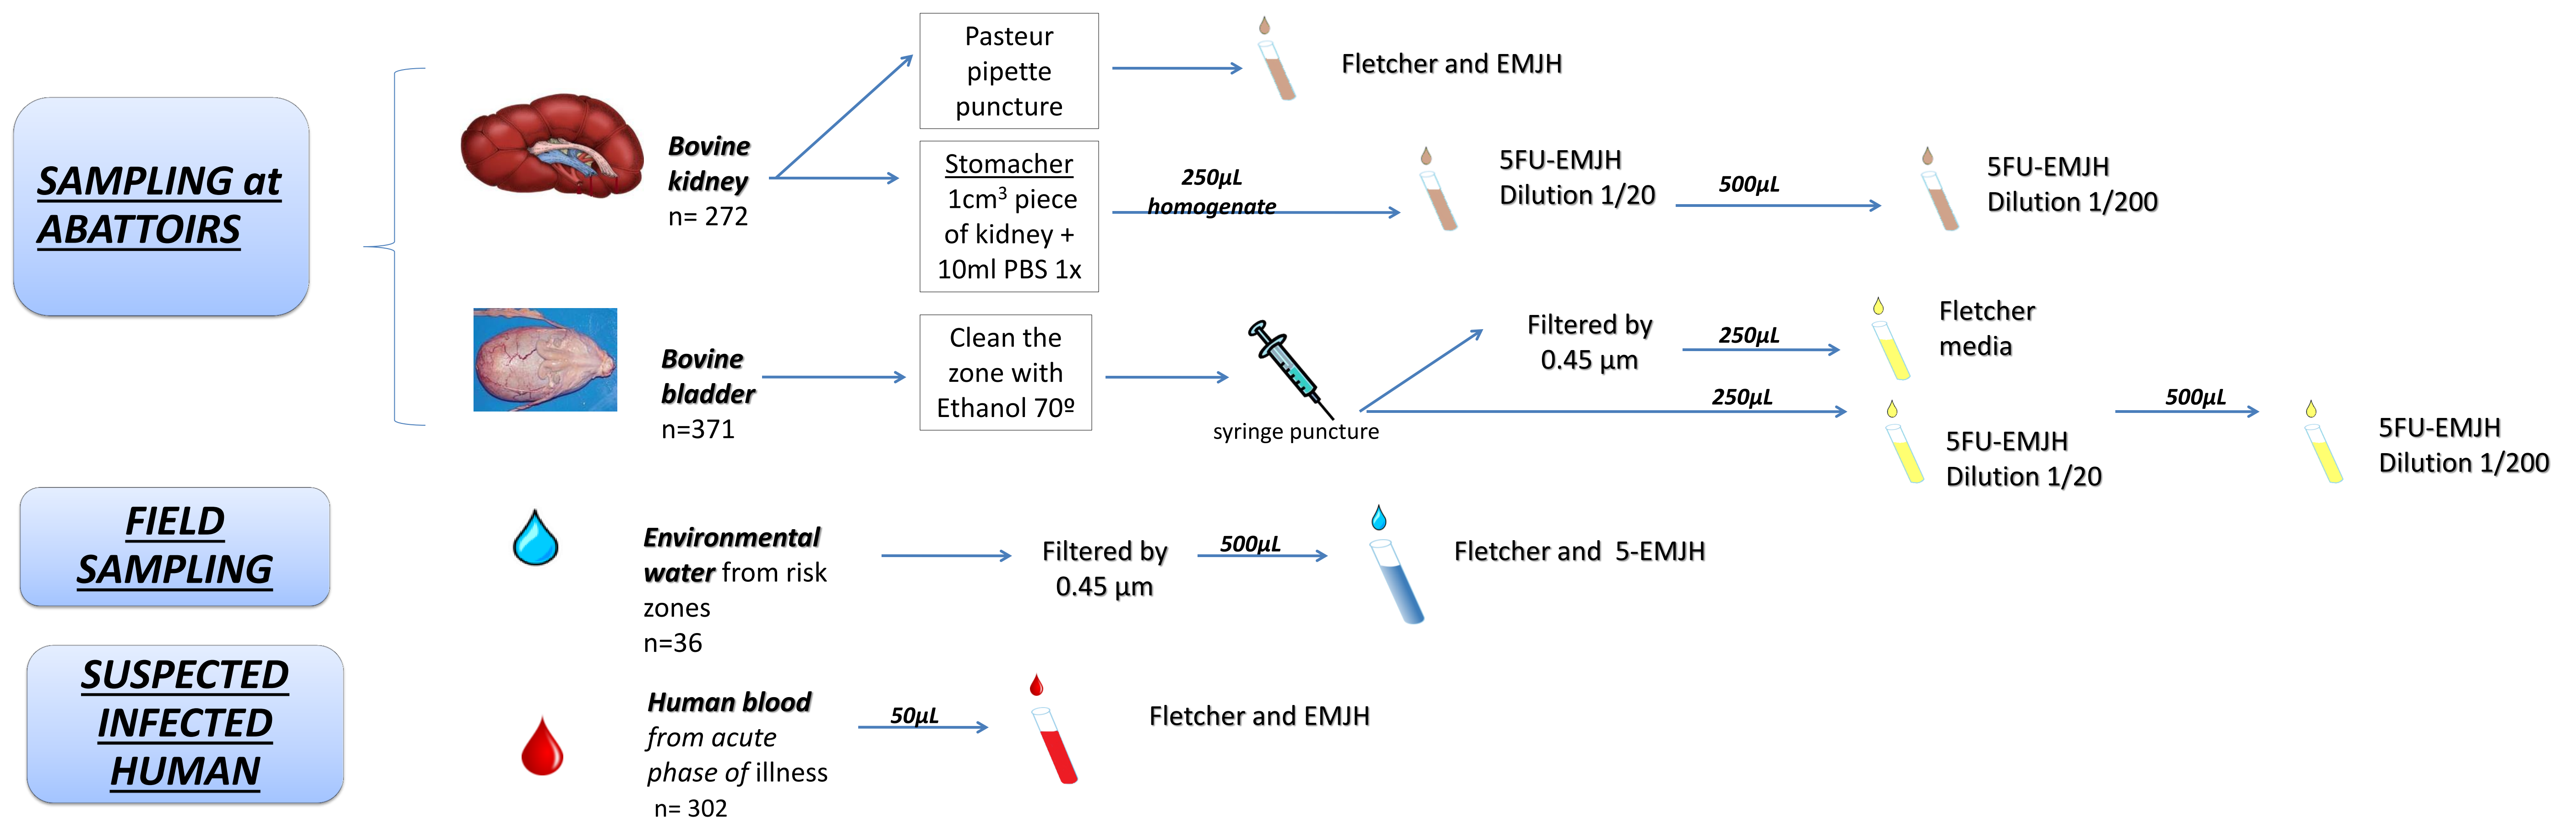 SAMPLING at
ABATTOIRS
Bovine
kidney
n= 272
Pasteur
pipette
puncture
Fletcher and EMJH
Stomacher
1cm³ piece
of kidney +
10ml PBS 1x
250µL
homogenate
5FU-EMJH
Dilution 1/20
500µL
5FU-EMJH
Dilution 1/200
Bovine
bladder
n=371
Clean the
zone with
Ethanol 70º
syringe puncture
Filtered by
0.45 µm
250µL
Fletcher
media
250µL
5FU-EMJH
Dilution 1/20
500µL
5FU-EMJH
Dilution 1/200
FIELD
SAMPLING
Environmental
water from risk
zones
n=36
Filtered by
0.45 µm
500µL
Fletcher and 5-EMJH
SUSPECTED
INFECTED
HUMAN
Human blood
from acute
phase of illness
n= 302
50µL
Fletcher and EMJH